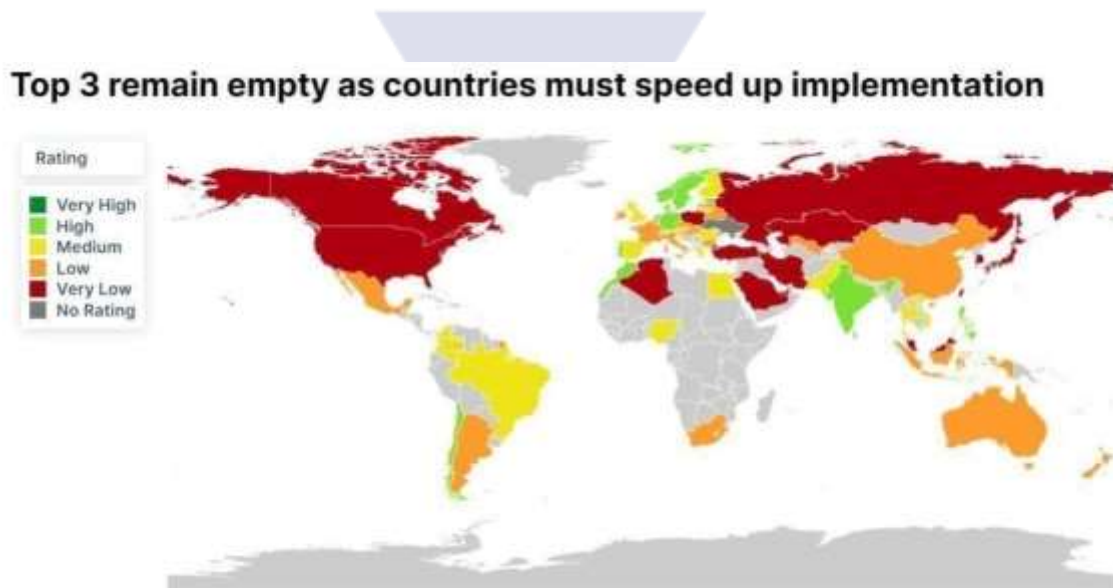 Top 3 remain empty as countries must speed up implementation
Rating
Very High
High
Medium
Low
Very Low
No Rating